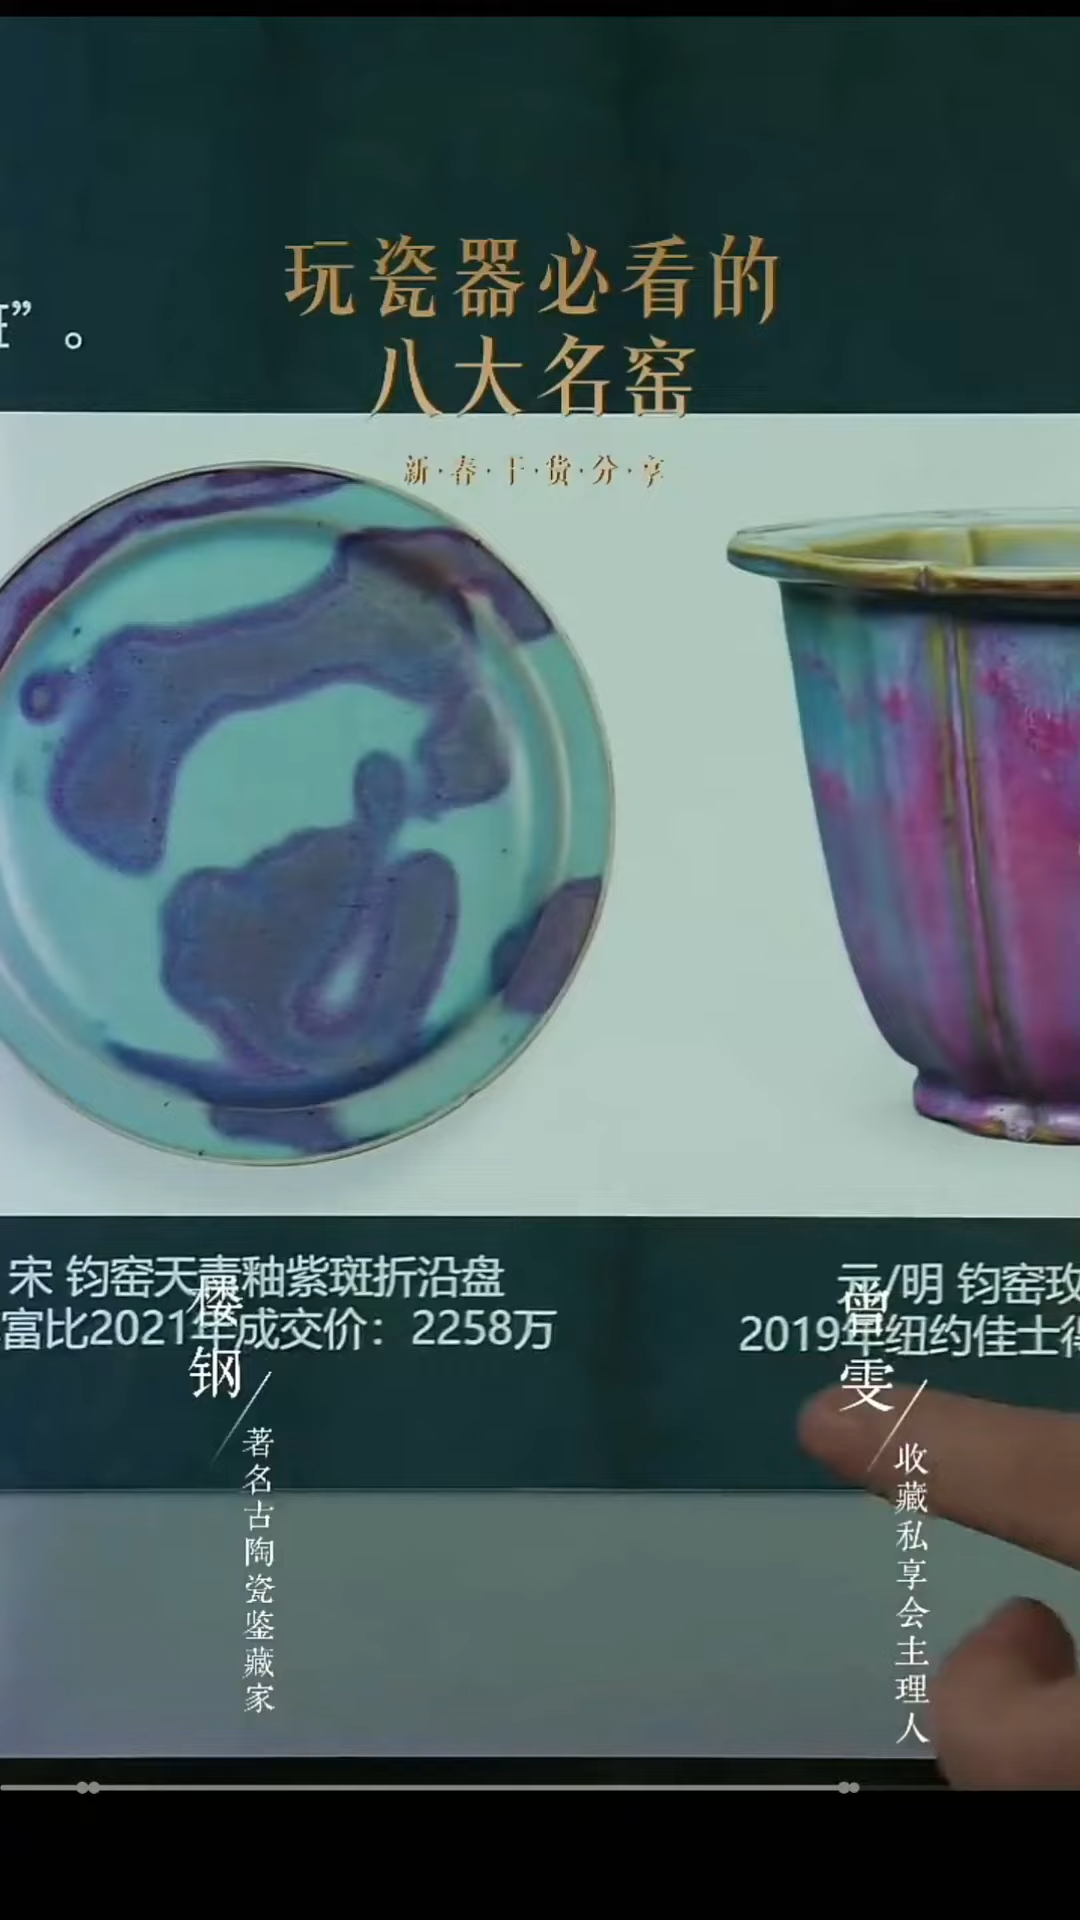 玩瓷器必看的
八大名窑
新·春·干·货·分·享
”。
宋 钧窑天青釉紫斑折沿盘
富比2021年成交价：2258万
元/明 钧窑玫
2019年纽约佳士得
楼钢
著名古陶瓷鉴藏家
曾雯
收藏私享会主理人